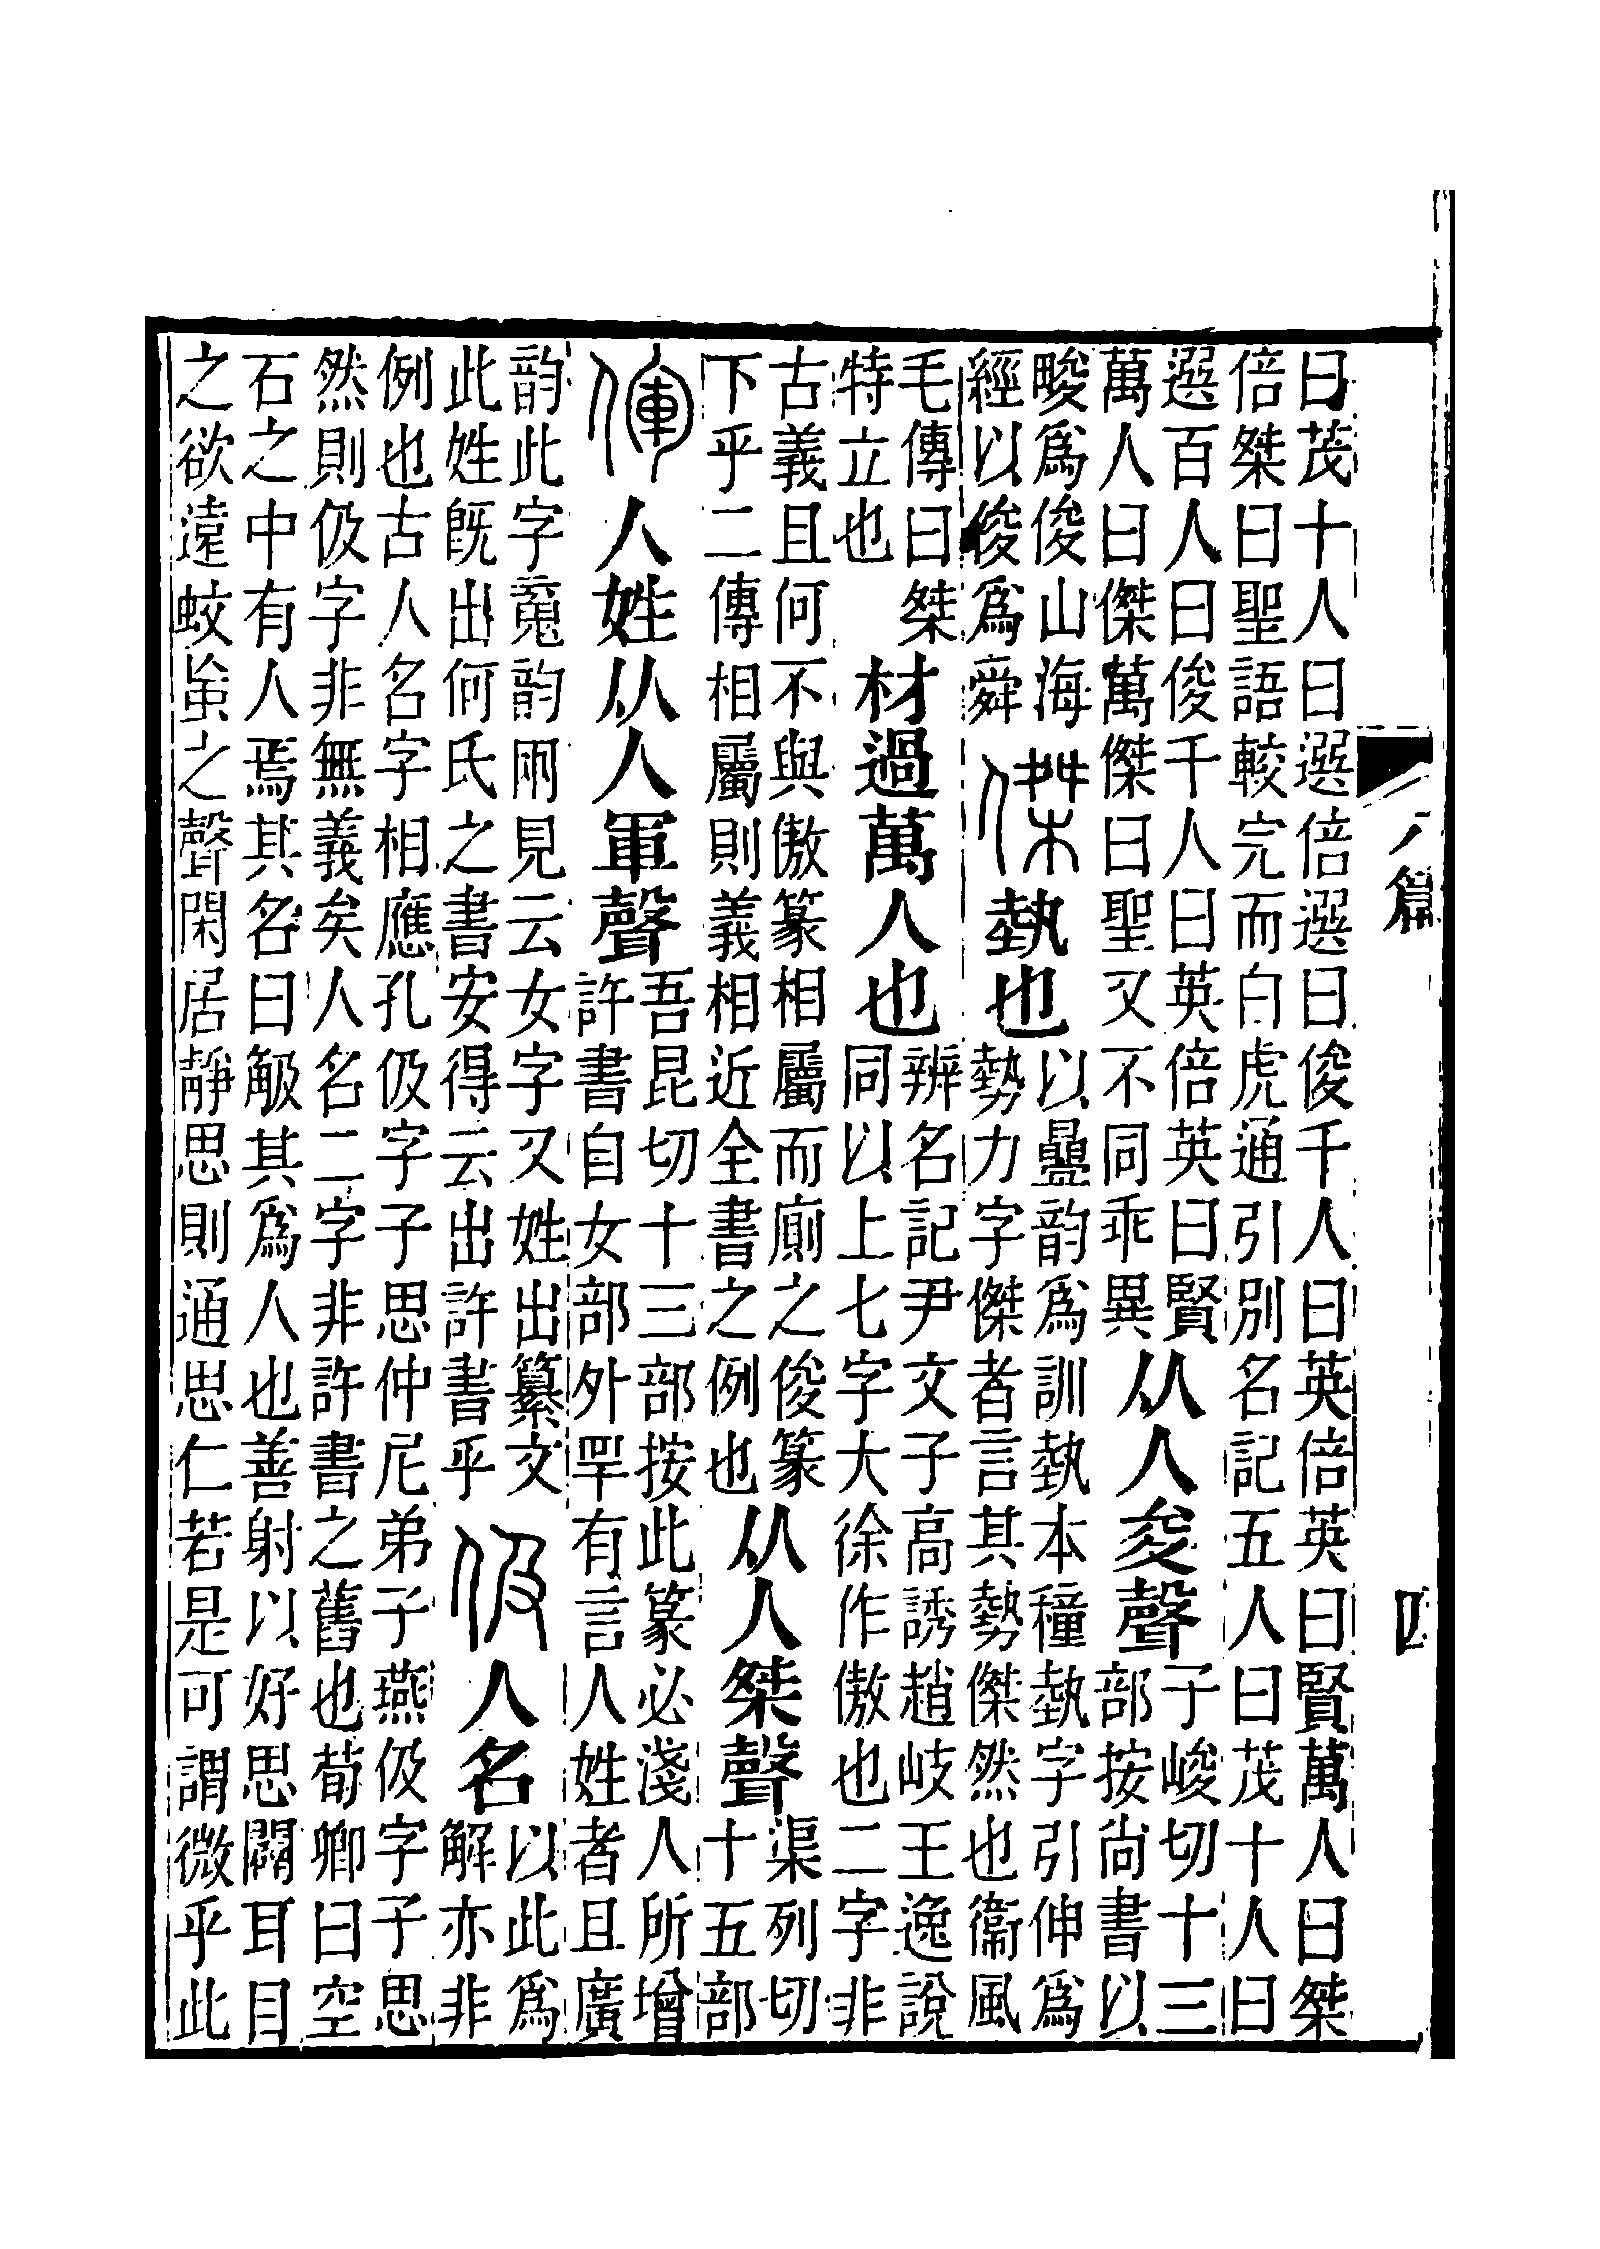 曰茂十人曰選倍選曰俊千人曰英倍英曰賢萬人曰桀
倍桀曰聖語較完而白虎通引別名記五人曰茂十人曰
選百人曰俊千人曰英倍英曰賢
萬人曰傑萬傑曰聖又不同乖異
从人夋聲
子峻切十三
部按尚書以
畯爲俊山海
經以俊爲舜
傑
埶也
以疊韵爲訓埶本穜埶字引伸爲
勢力字傑者言其勢傑然也衞風
毛傳曰桀
特立也
材過萬人也
辨名記尹文子高誘趙岐王逸說
同以上七字大徐作傲也二字非
古義且何不與傲篆相屬而廁之俊篆
下乎二傳相屬則義相近全書之例也
从人桀聲
渠列切
十五部
㑮
人姓从人軍聲
吾昆切十三部按此篆必淺人所增
許書自女部外罕有言人姓者且廣
韵此字䰟韵兩見云女字又姓出纂文
此姓旣出何氏之書安得云出許書乎
伋
人名
以此爲
解亦非
例也古人名字相應孔伋字子思仲尼弟子燕伋字子思
然則伋字非無義矣人名二字非許書之舊也荀卿曰空
石之中有人焉其名曰觙其爲人也善射以好思闢耳目
之欲遠蚊䖟之聲閑居靜思則通思仁若是可謂微乎此
八篇
四